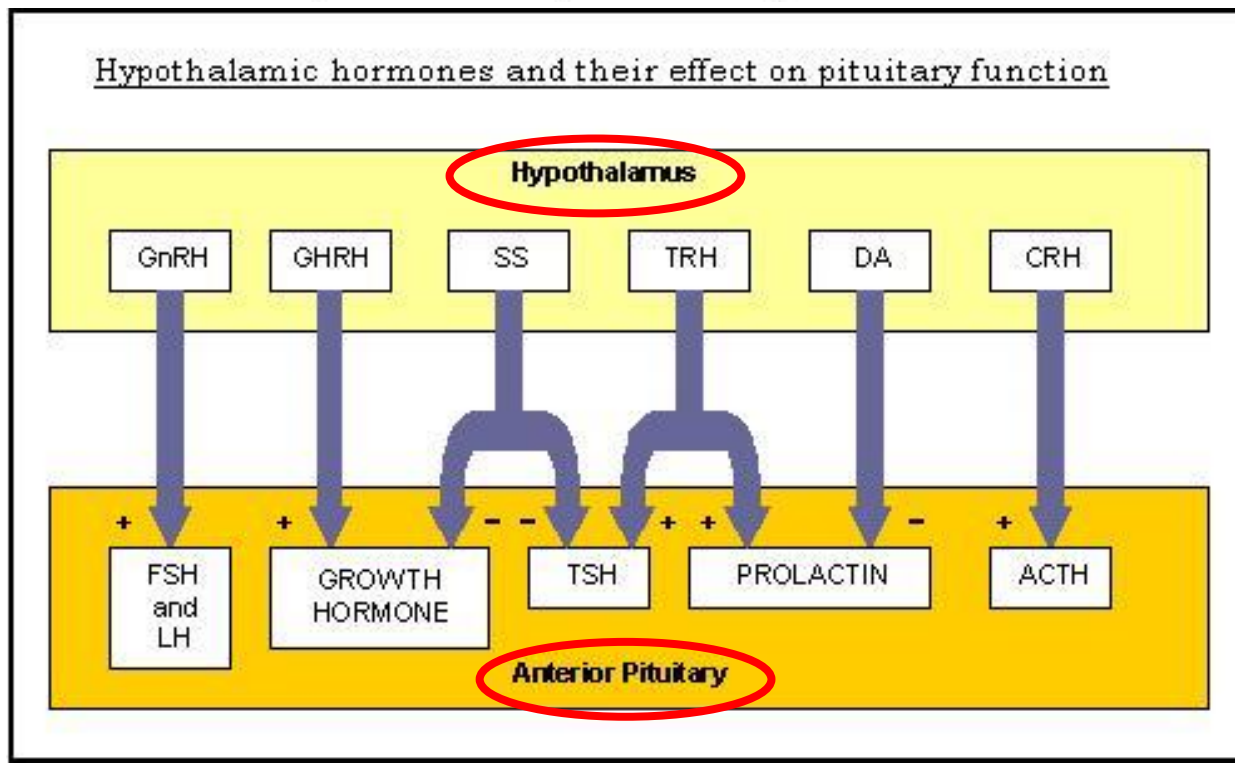 Hypothalamic hormones and their effect on pituitary function
Hypothalamus
GnRH GHRH SS TRH DA CRH
+ + - - + + - +
FSH and LH
GROWTH HORMONE
TSH
PROLACTIN
ACTH
Anterior Pituitary